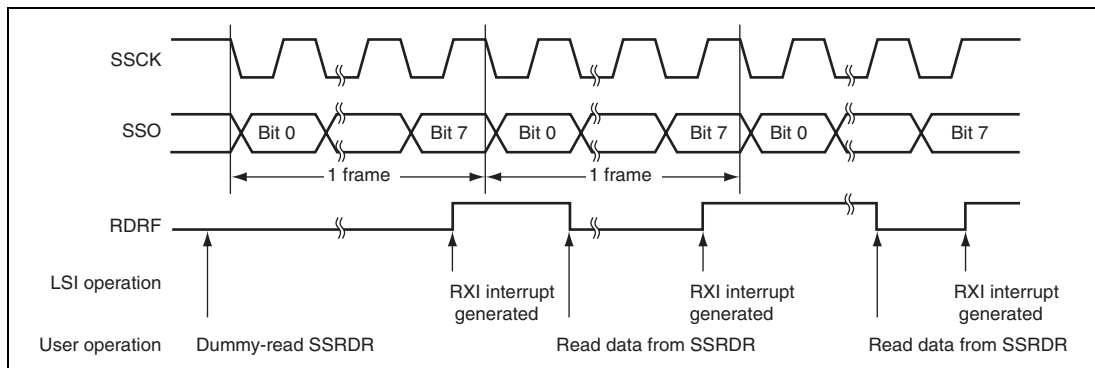 SSCK
SSO
Bit 0
Bit 7
Bit 0
Bit 7
Bit 0
Bit 7
1 frame
1 frame
RDRF
LSI operation
RXI interrupt
generated
RXI interrupt
generated
RXI interrupt
generated
User operation
Dummy-read SSRDR
Read data from SSRDR
Read data from SSRDR